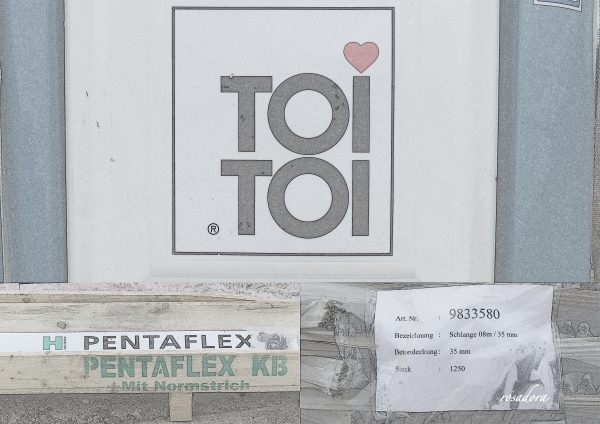 TOI
TOI
®
H PENTAFLEX
PENTAFLEX KB
+Mit Normstrich
Art. Nr. : 9833580
Bezeichnung : Schlange 08m / 35 mm
Betondeckung : 35 mm
Stück : 1250
rosadora